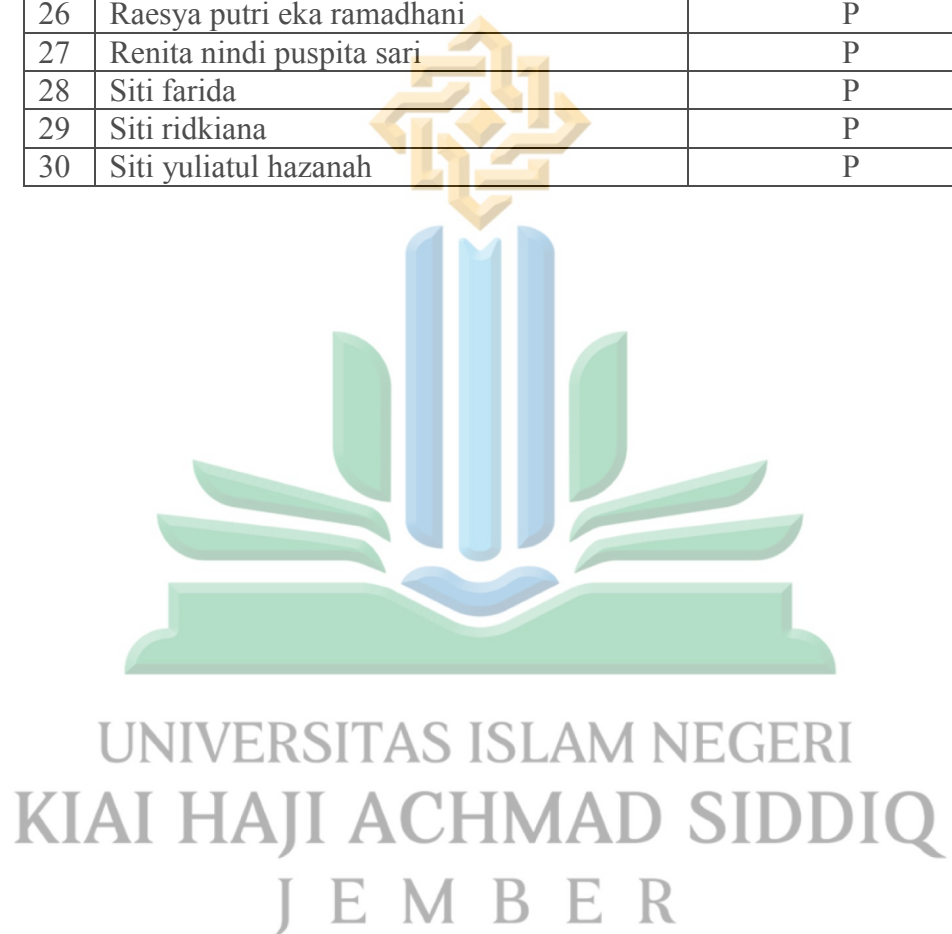 26 Raesya putri eka ramadhani P
27 Renita nindi puspita sari P
28 Siti farida P
29 Siti ridkiana P
30 Siti yuliatul hazanah P
UNIVERSITAS ISLAM NEGERI
KIAI HAJI ACHMAD SIDDIQ
JEMBER